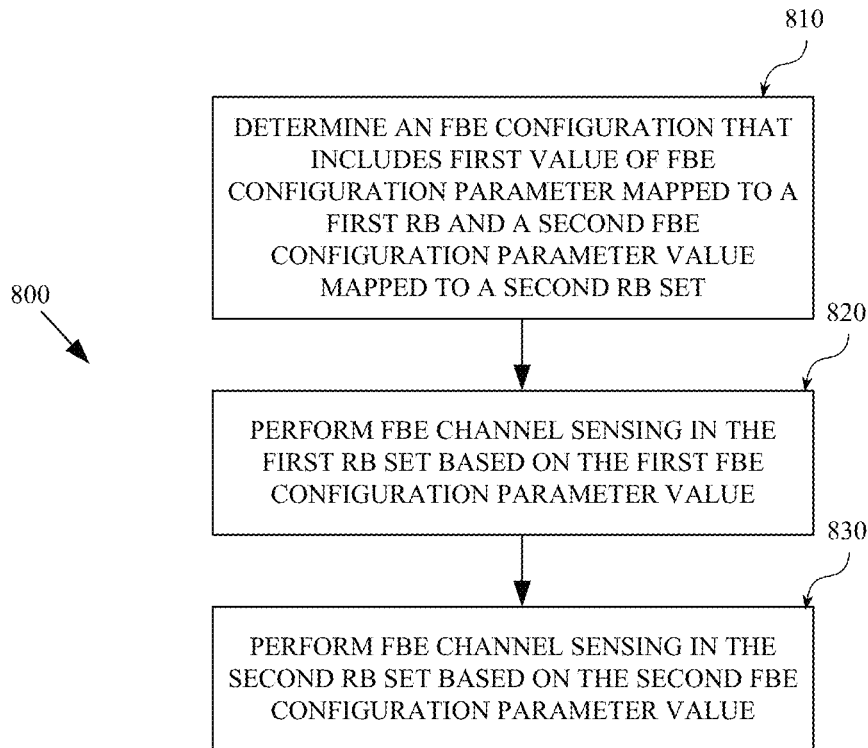 810
DETERMINE AN FBE CONFIGURATION THAT
INCLUDES FIRST VALUE OF FBE
CONFIGURATION PARAMETER MAPPED TO A
FIRST RB AND A SECOND FBE
CONFIGURATION PARAMETER VALUE
MAPPED TO A SECOND RB SET
800
820
PERFORM FBE CHANNEL SENSING IN THE
FIRST RB SET BASED ON THE FIRST FBE
CONFIGURATION PARAMETER VALUE
830
PERFORM FBE CHANNEL SENSING IN THE
SECOND RB SET BASED ON THE SECOND FBE
CONFIGURATION PARAMETER VALUE